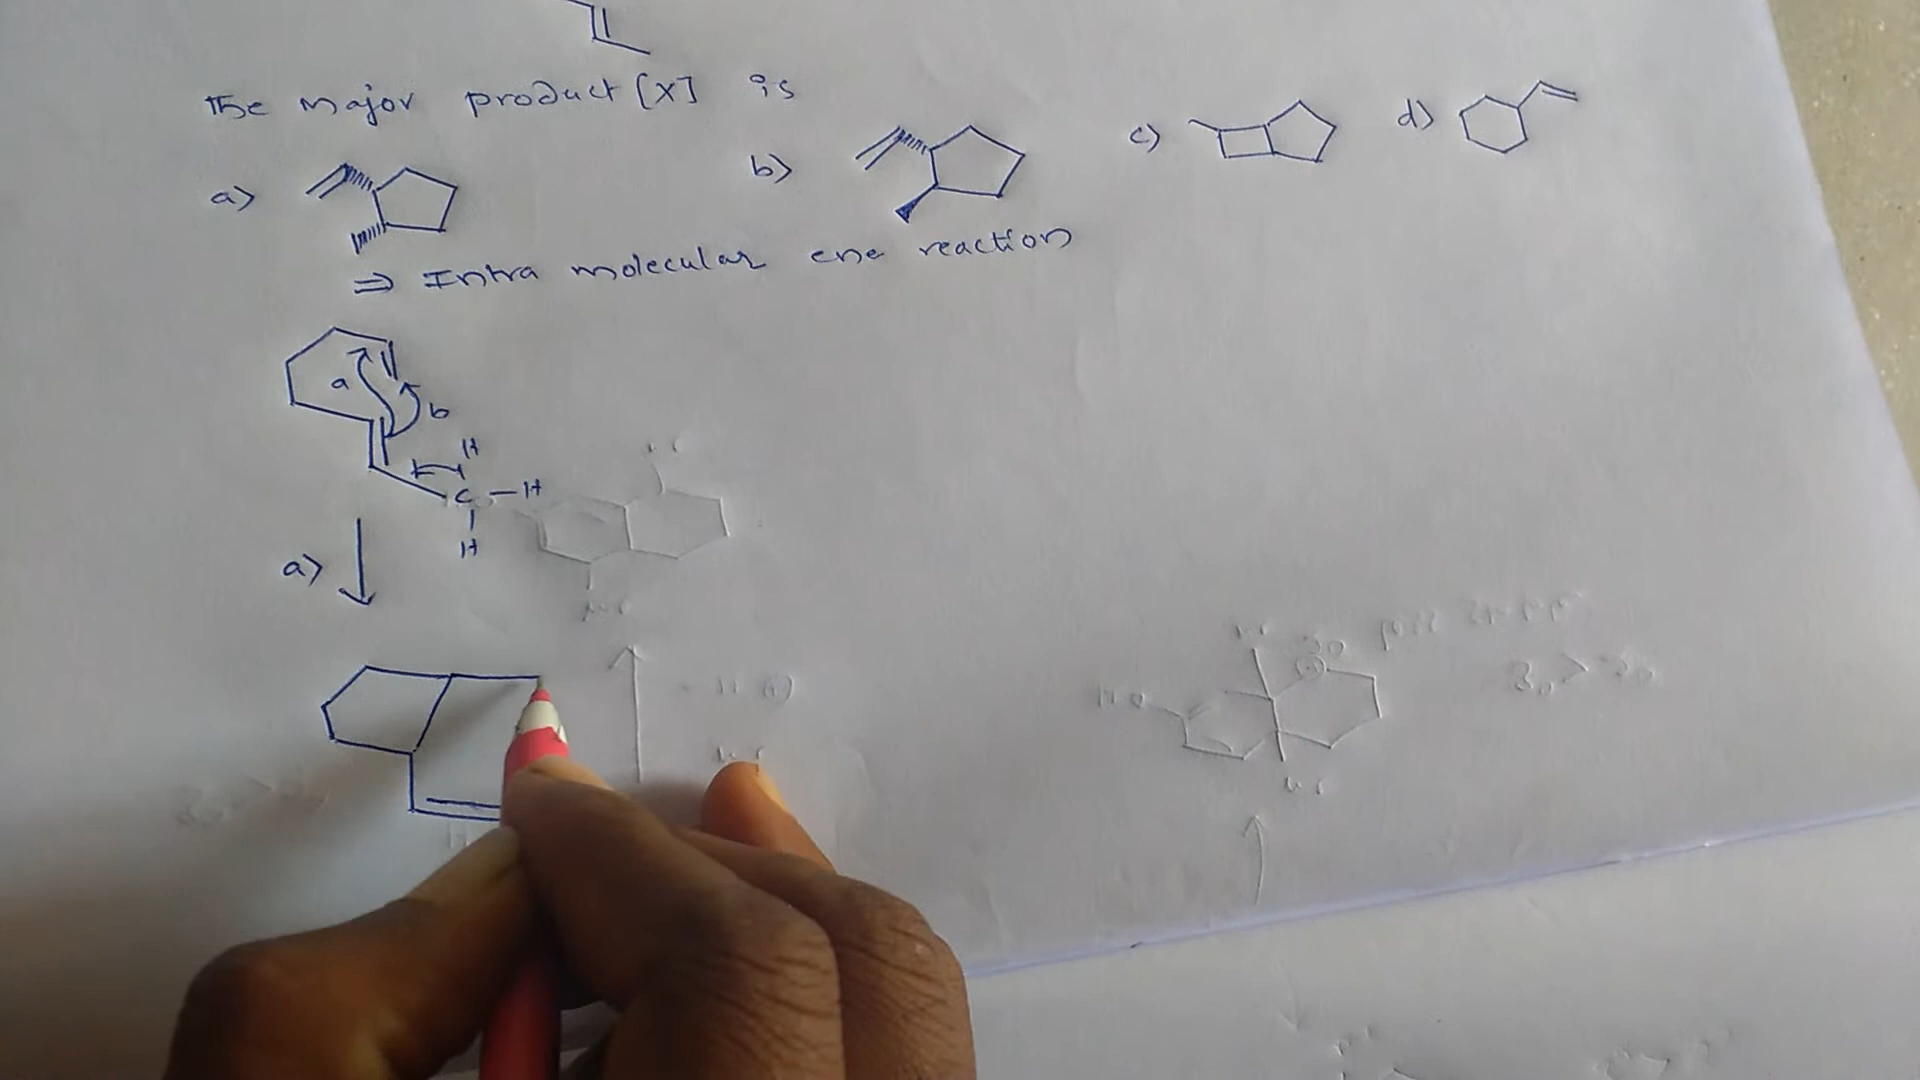 The major product [X] is
a) b) c) d)
⇒ Intra molecular ene reaction
a
b
H
C - H
H
a)